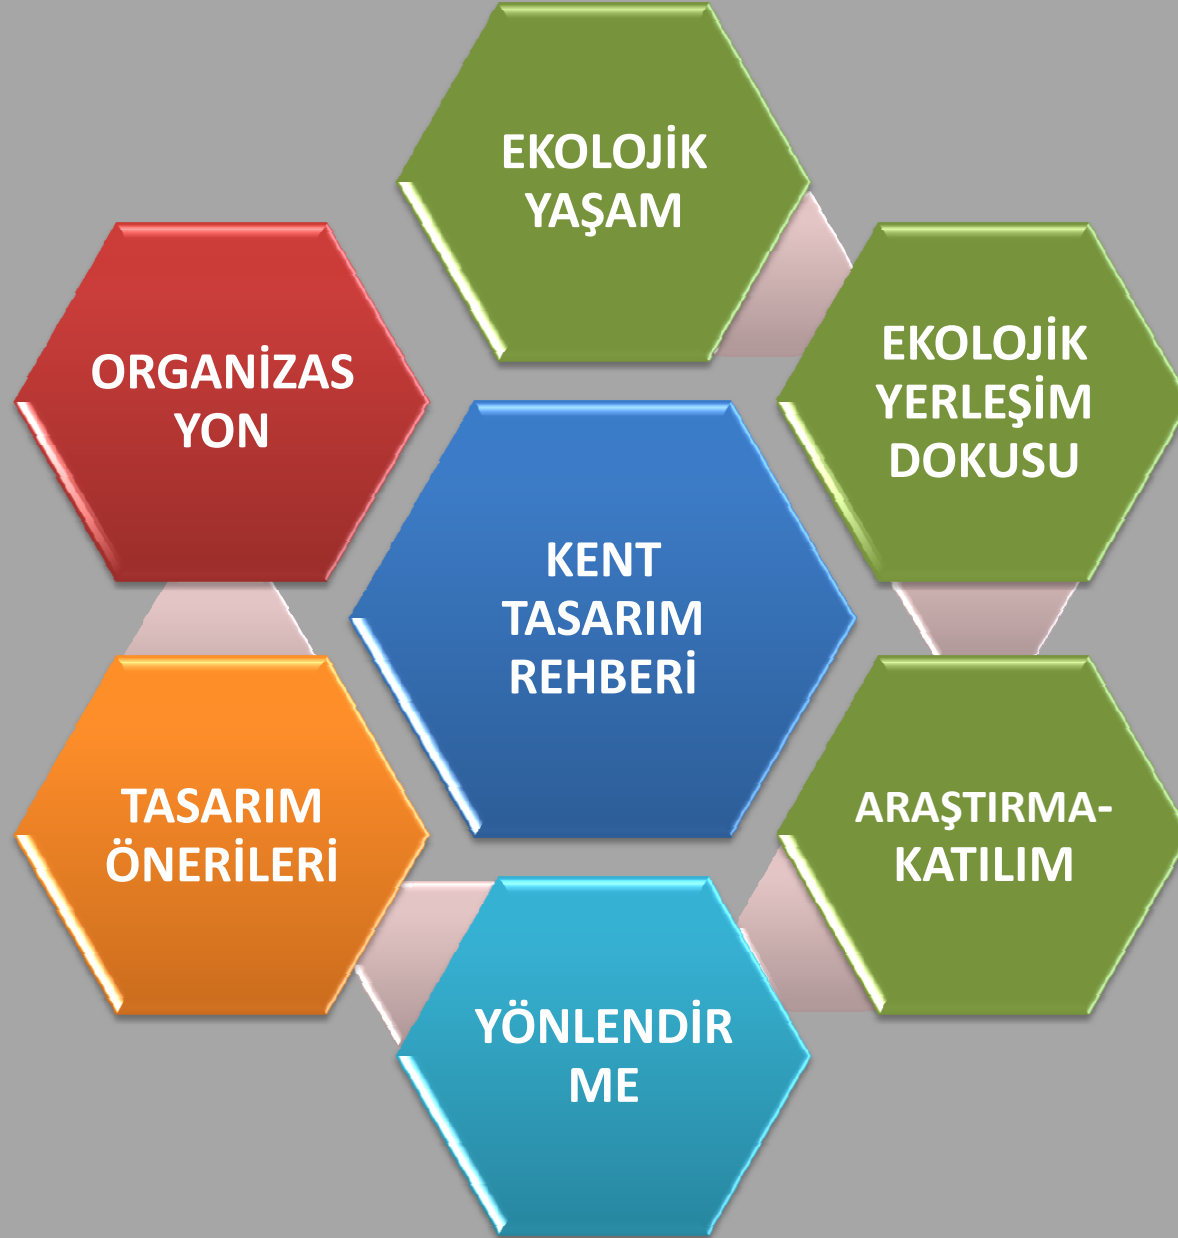 EKOLOJİK
YAŞAM
EKOLOJİK
YERLEŞİM
DOKUSU
ARAŞTIRMA-
KATILIM
YÖNLENDİR
ME
TASARIM
ÖNERİLERİ
ORGANİZAS
YON
KENT
TASARIM
REHBERİ